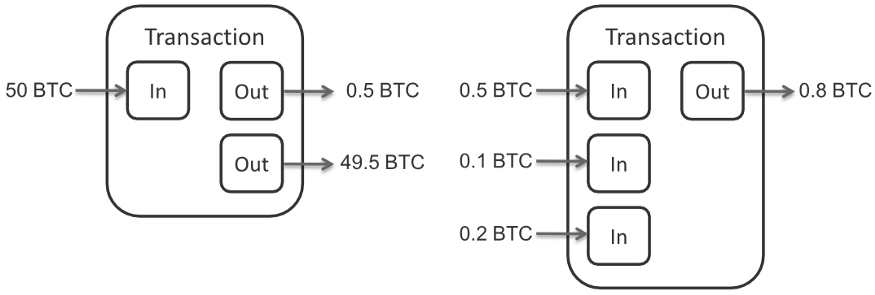 Transaction
50 BTC
In
Out
0.5 BTC
Out
49.5 BTC
Transaction
0.5 BTC
In
Out
0.8 BTC
0.1 BTC
In
0.2 BTC
In